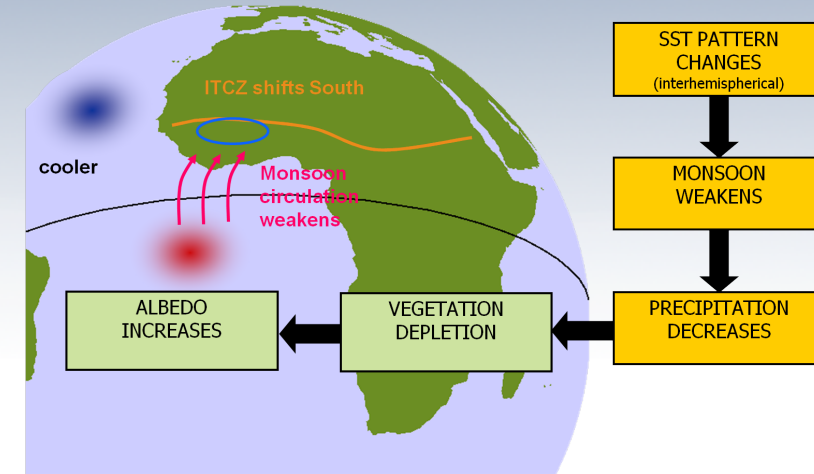 SST PATTERN
CHANGES
(interhemispherical)
ITCZ shifts South
cooler
Monsoon
circulation
weakens
MONSOON
WEAKENS
PRECIPITATION
DECREASES
VEGETATION
DEPLETION
ALBEDO
INCREASES